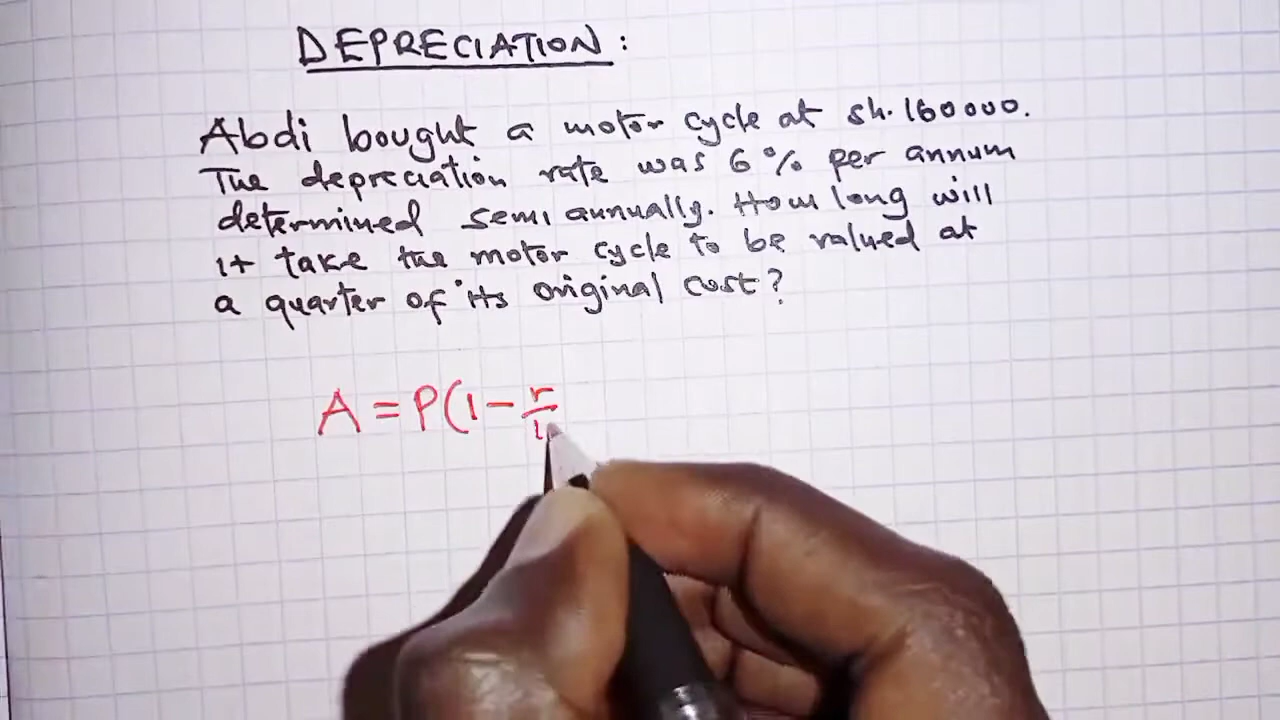 DEPRECIATION:
Abdi bought a motor cycle at sh. 160000.
The depreciation rate was 6% per annum
determined semi annually. How long will
it take the motor cycle to be valued at
a quarter of its original cost?
A = P(1 - r/1